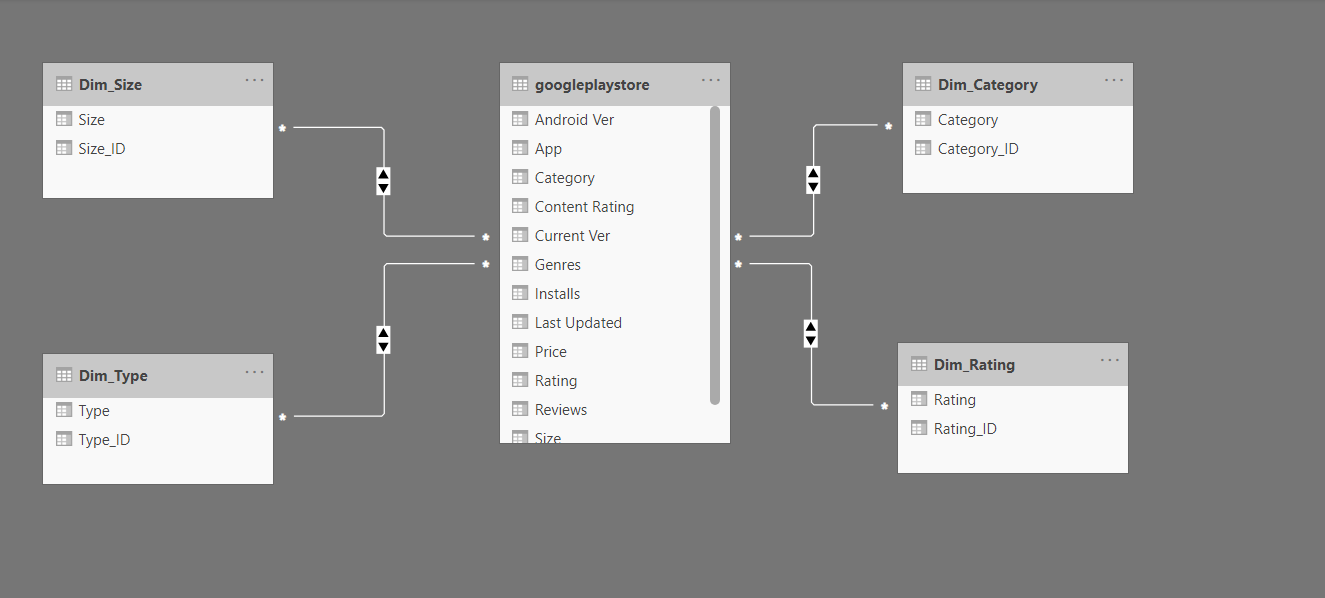 Dim_Size
Size
Size_ID
googleplaystore
Android Ver
App
Category
Content Rating
Current Ver
Genres
Installs
Last Updated
Price
Rating
Reviews
Size
Dim_Category
Category
Category_ID
Dim_Type
Type
Type_ID
Dim_Rating
Rating
Rating_ID